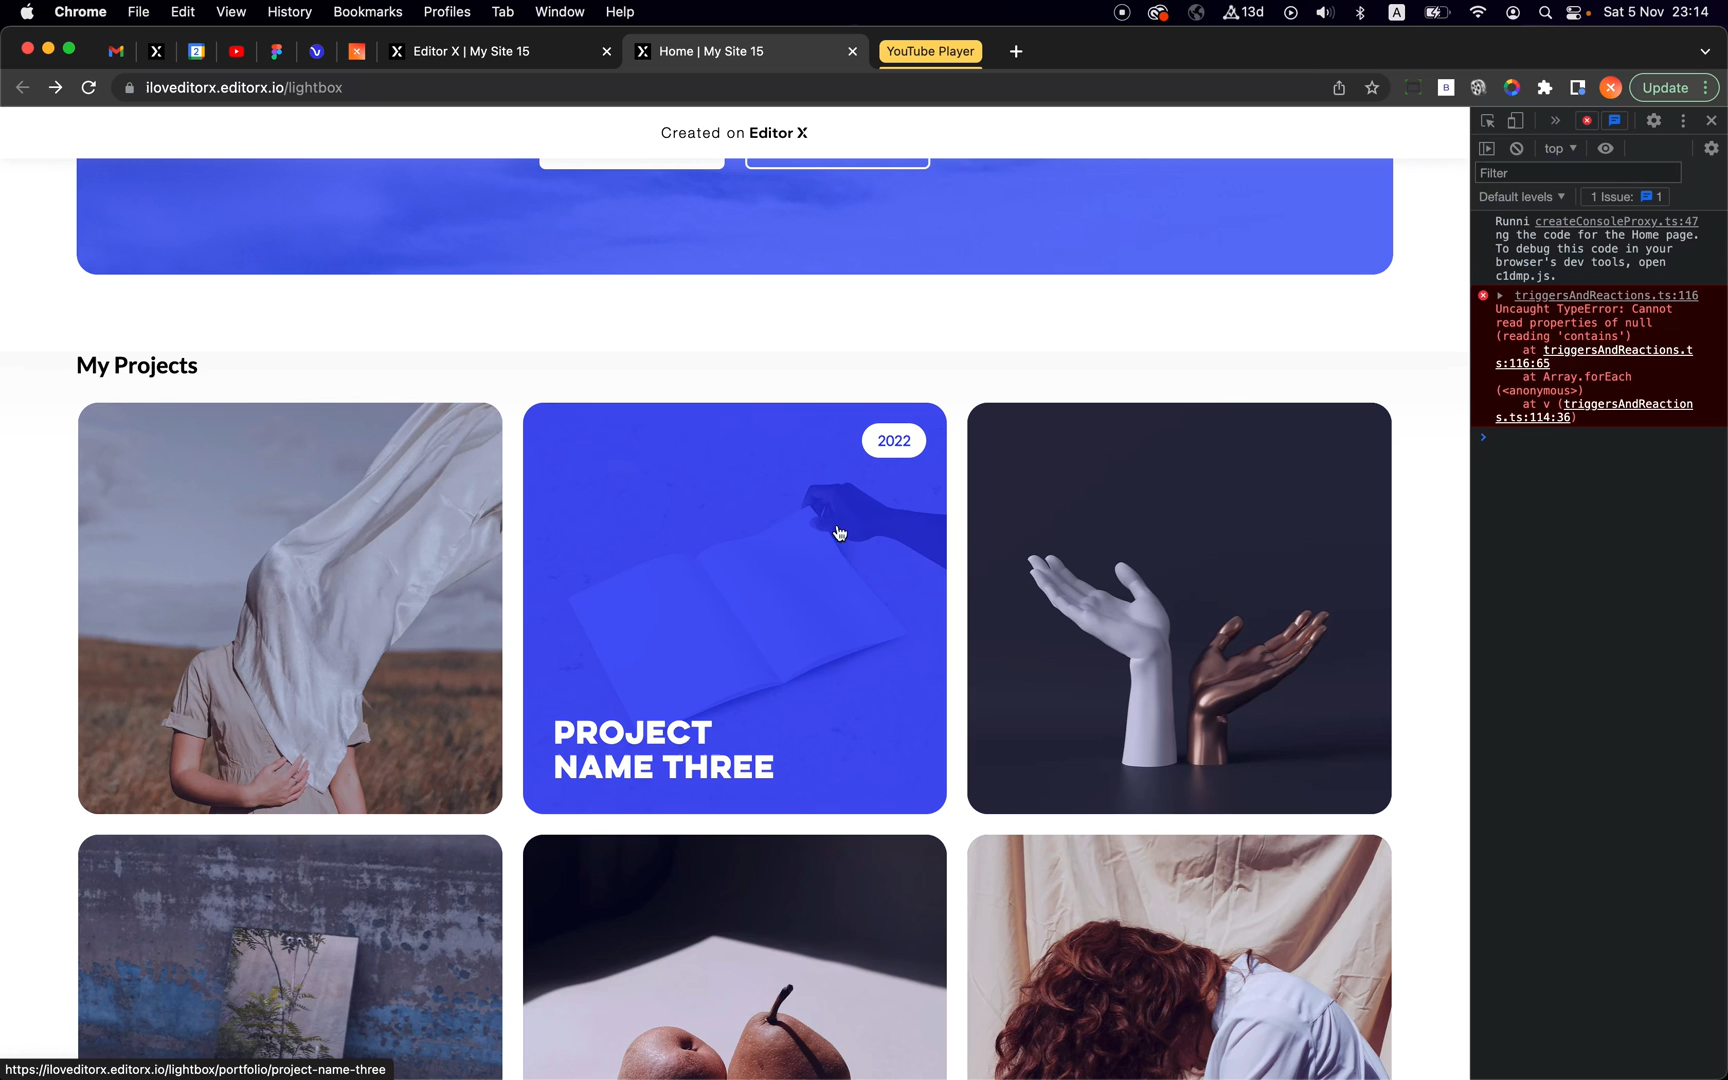 Chrome File Edit View History Bookmarks Profiles Tab Window Help 13d A Sat 5 Nov 23:14
2 Editor X | My Site 15 Home | My Site 15 YouTube Player
iloveditorx.editorx.io/lightbox B Update
Created on Editor X
My Projects
2022
PROJECT
NAME THREE
https://iloveditorx.editorx.io/lightbox/portfolio/project-name-three
top
Filter
Default levels 1 Issue: 1
Runni createConsoleProxy.ts:47
ng the code for the Home page.
To debug this code in your
browser's dev tools, open
c1dmp.js.
triggersAndReactions.ts:116
Uncaught TypeError: Cannot
read properties of null
(reading 'contains')
at triggersAndReactions.t
s:116:65
at Array.forEach
(<anonymous>)
at v (triggersAndReaction
s.ts:114:36)